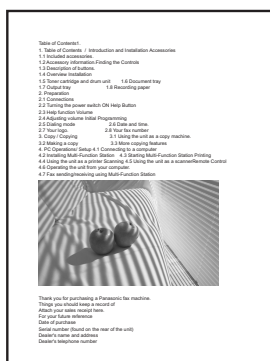 Table of Contents1.
1. Table of Contents / Introduction and Installation Accessories
1.1 Included accessories.
1.2 Accessory information Finding the Controls
1.3 Description of buttons.
1.4 Overview Installation
1.5 Toner cartridge and drum unit 1.6 Document tray
1.7 Output tray 1.8 Recording paper
2. Preparation
2.1 Connections
2.2 Turning the power switch ON Help Button
2.3 Help function Volume
2.4 Adjusting volume Initial Programming
2.5 Dialing mode 2.6 Date and time.
2.7 Your logo. 2.8 Your fax number
3. Copy / Copying 3.1 Using the unit as a copy machine.
3.2 Making a copy 3.3 More copying features
4. PC Operations/ Setup 4.1 Connecting to a computer
4.2 Installing Multi-Function Station 4.3 Starting Multi-Function Station Printing
4.4 Using the unit as a printer Scanning 4.5 Using the unit as a scanner/Remote Control
4.6 Operating the unit from your computer.
4.7 Fax sending/receiving using Multi-Function Station
Thank you for purchasing a Panasonic fax machine.
Things you should keep a record of
Attach your sales receipt here.
For your future reference
Date of purchase
Serial number (found on the rear of the unit)
Dealer's name and address
Dealer's telephone number